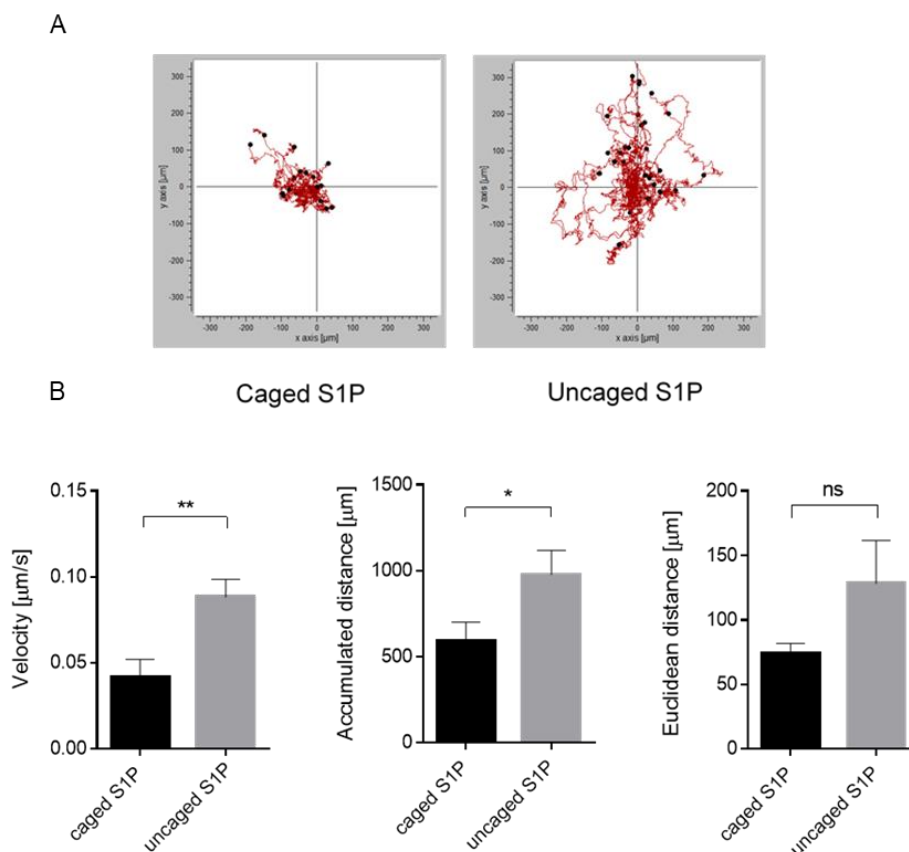 A
y axis [µm]
300
200
100
0
-100
-200
-300
-300 -200 -100 0 100 200 300
x axis [µm]
y axis [µm]
300
200
100
0
-100
-200
-300
-300 -200 -100 0 100 200 300
x axis [µm]
Caged S1P
Uncaged S1P
B
Velocity [µm/s]
0.15
0.10
0.05
0.00
**
caged S1P
uncaged S1P
Accumulated distance [µm]
1500
1000
500
0
*
caged S1P
uncaged S1P
Euclidean distance [µm]
200
150
100
50
0
ns
caged S1P
uncaged S1P